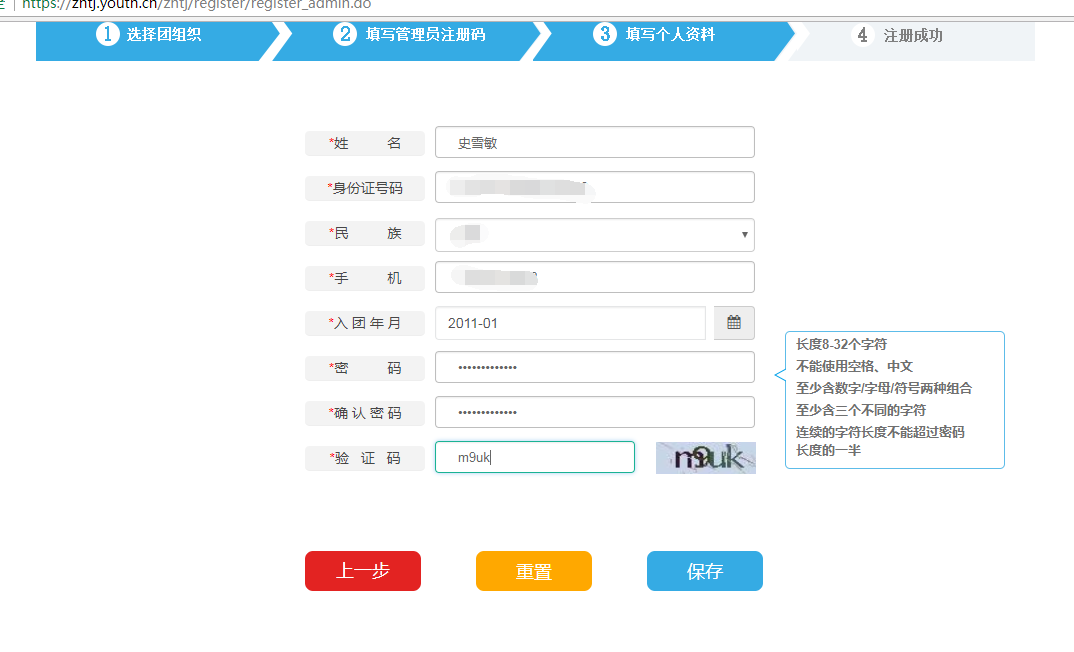 https://zhtj.youth.cn/zhtj/register/register_admin.do
1 选择团组织
2 填写管理员注册码
3 填写个人资料
4 注册成功
*姓 名 史雪敏
*身份证号码
*民 族
*手 机
*入团年月 2011-01
*密 码 •••••••••••••
*确认密码 •••••••••••••
*验 证 码 m9uk m9uk
长度8-32个字符
不能使用空格、中文
至少含数字/字母/符号两种组合
至少含三个不同的字符
连续的字符长度不能超过密码
长度的一半
上一步 重置 保存